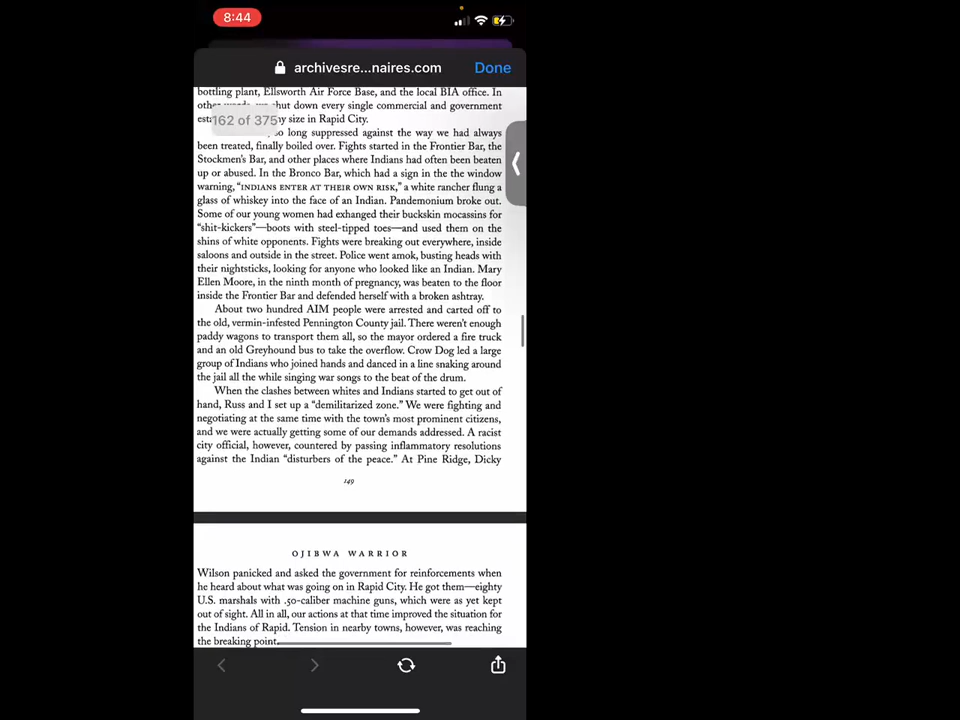 8:44
archivesre...naires.com
Done
bottling plant, Ellsworth Air Force Base, and the local BIA office. In
other we shut down every single commercial and government
size in Rapid City.
162 of 375
so long suppressed against the way we had always
been treated, finally boiled over. Fights started in the Frontier Bar, the
Stockmen's Bar, and other places where Indians had often been beaten
up or abused. In the Bronco Bar, which had a sign in the the window
warning, "INDIANS ENTER AT THEIR OWN RISK," a white rancher flung a
glass of whiskey into the face of an Indian. Pandemonium broke out.
Some of our young women had exhanged their buckskin mocassins for
"shit-kickers"—boots with steel-tipped toes—and used them on the
shins of white opponents. Fights were breaking out everywhere, inside
saloons and outside in the street. Police went amok, busting heads with
their nightsticks, looking for anyone who looked like an Indian. Mary
Ellen Moore, in the ninth month of pregnancy, was beaten to the floor
inside the Frontier Bar and defended herself with a broken ashtray.
About two hundred AIM people were arrested and carted off to
the old, vermin-infested Pennington County jail. There weren't enough
paddy wagons to transport them all, so the mayor ordered a fire truck
and an old Greyhound bus to take the overflow. Crow Dog led a large
group of Indians who joined hands and danced in a line snaking around
the jail all the while singing war songs to the beat of the drum.
When the clashes between whites and Indians started to get out of
hand, Russ and I set up a "demilitarized zone." We were fighting and
negotiating at the same time with the town's most prominent citizens,
and we were actually getting some of our demands addressed. A racist
city official, however, countered by passing inflammatory resolutions
against the Indian "disturbers of the peace." At Pine Ridge, Dicky
149
OJIBWA WARRIOR
Wilson panicked and asked the government for reinforcements when
he heard about what was going on in Rapid City. He got them—eighty
U.S. marshals with .50-caliber machine guns, which were as yet kept
out of sight. All in all, our actions at that time improved the situation for
the Indians of Rapid. Tension in nearby towns, however, was reaching
the breaking point.